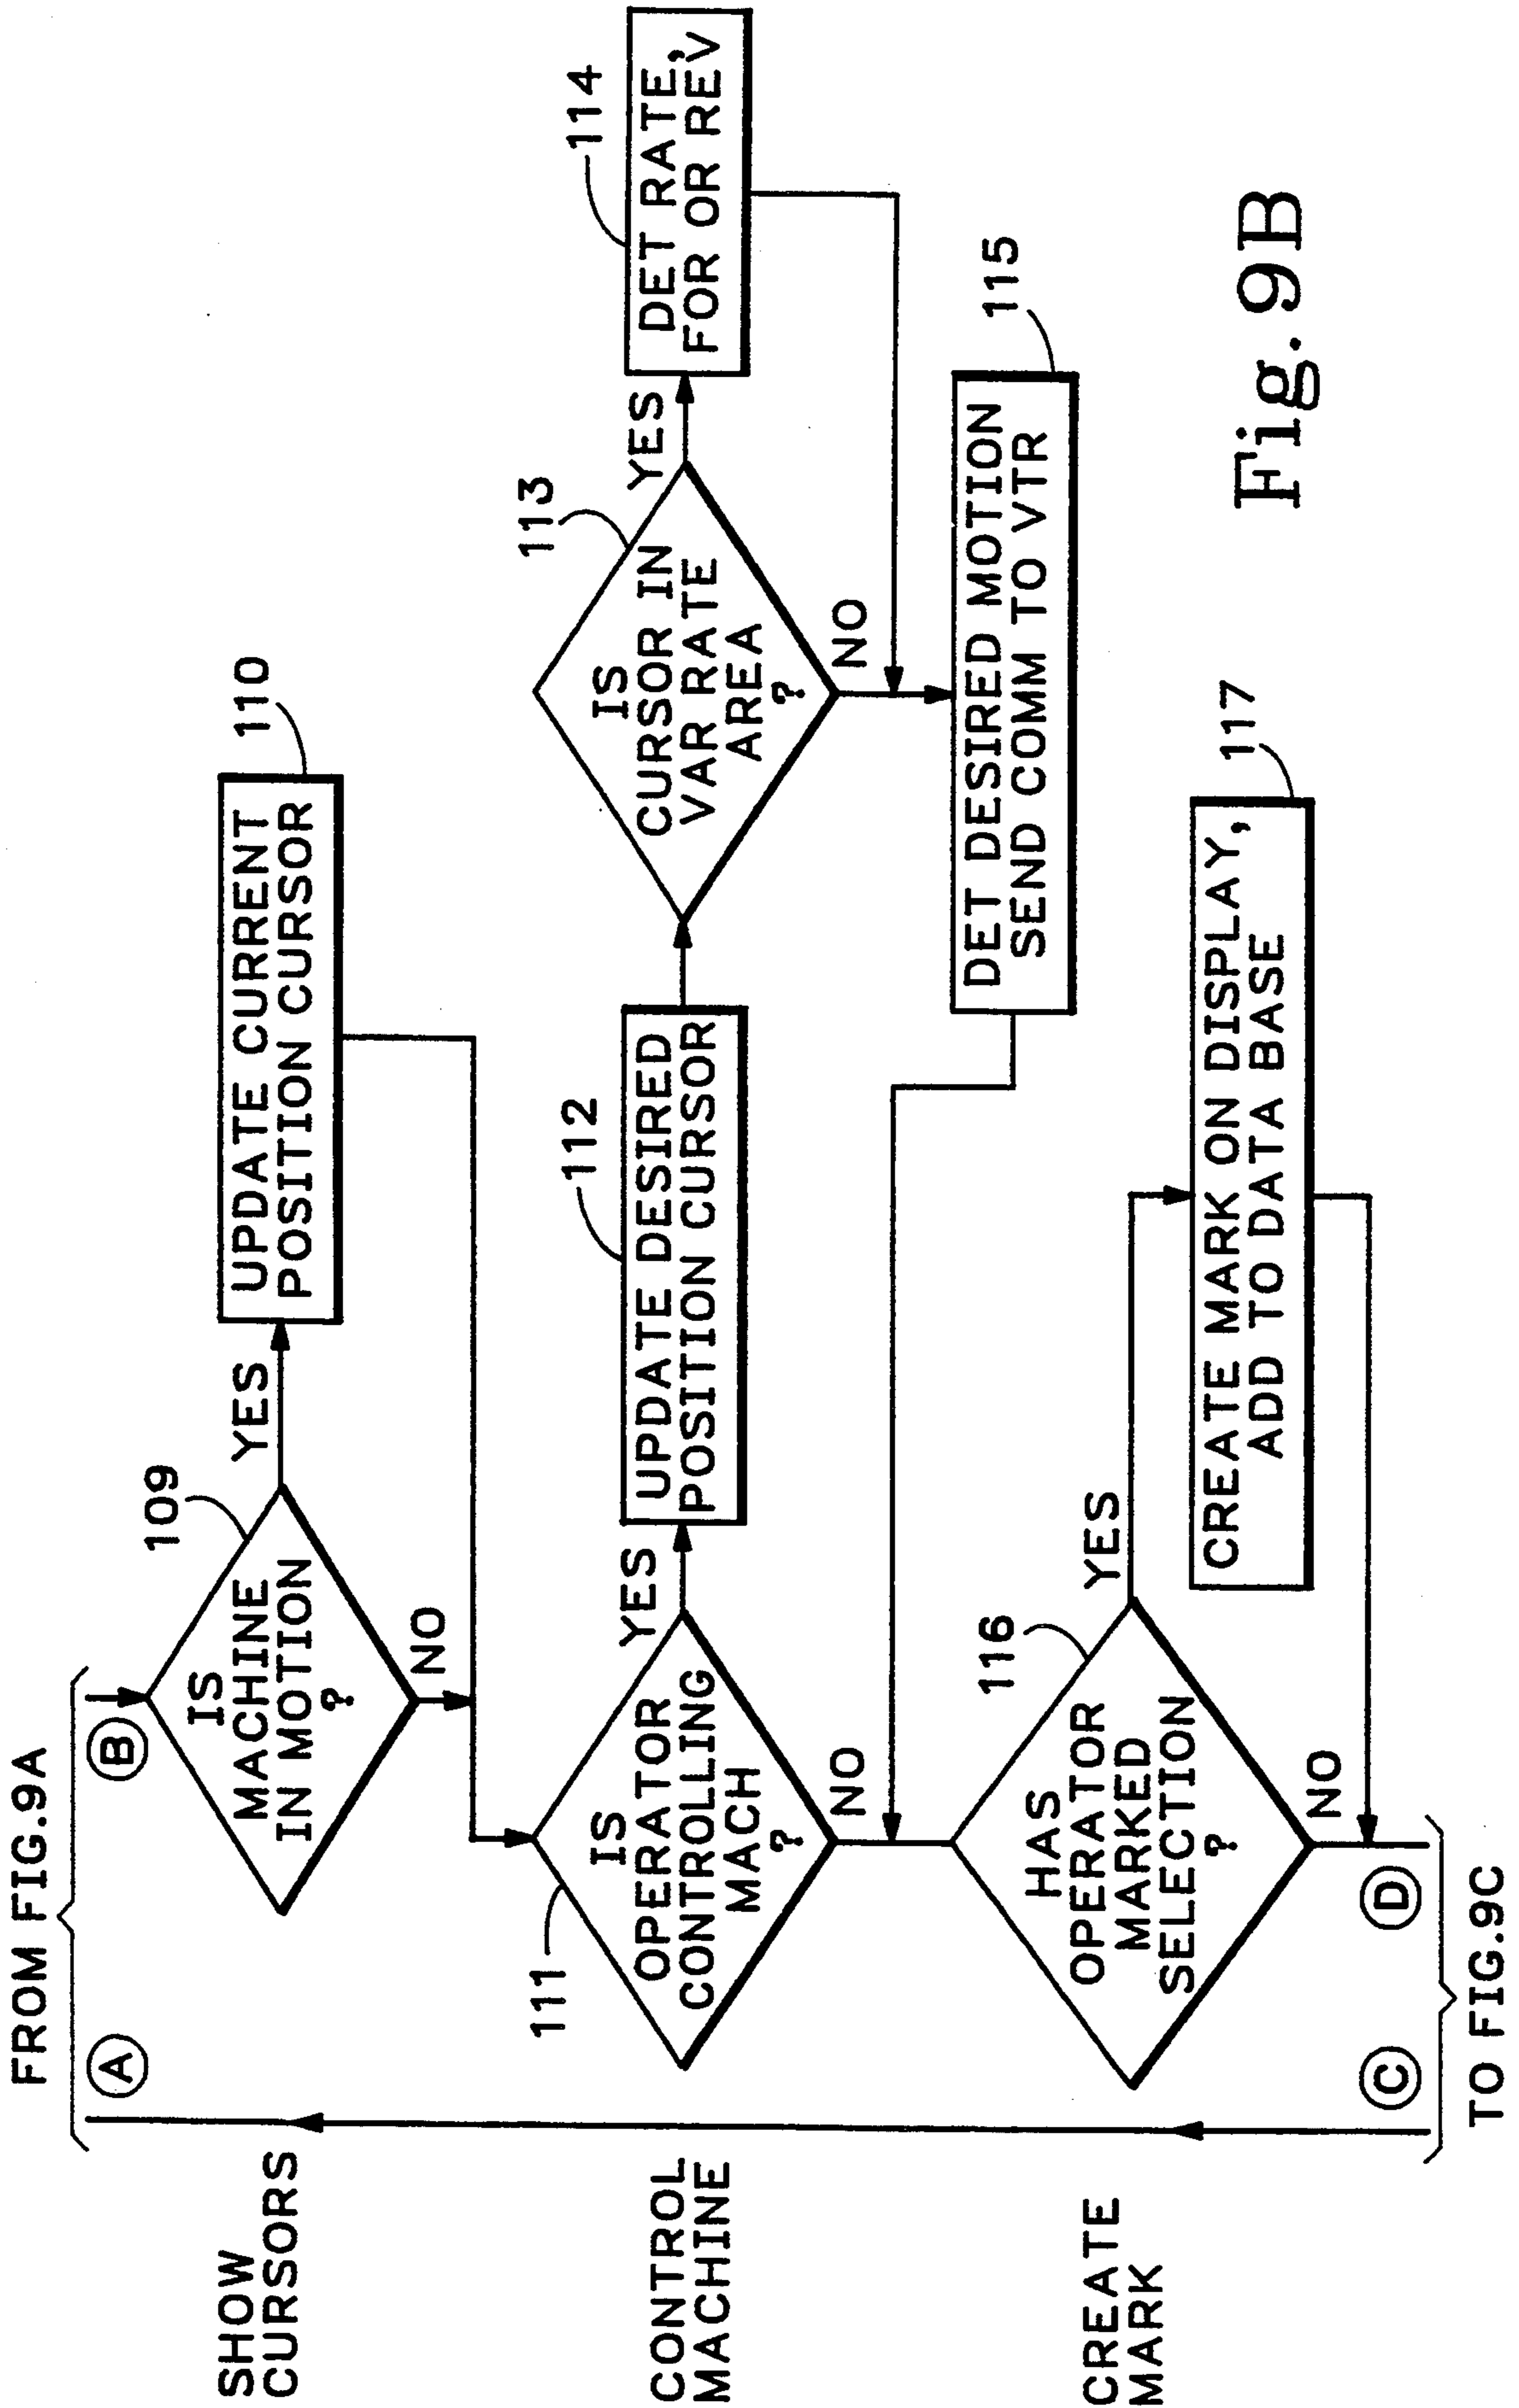 FROM FIG.9A
A
B
SHOW
CURSORS
IS
MACHINE
IN MOTION
?
109
YES
NO
UPDATE CURRENT
POSITION CURSOR
110
CONTROL
MACHINE
111
IS
OPERATOR
CONTROLLING
MACH
?
YES
NO
112
UPDATE DESIRED
POSITION CURSOR
113
IS
CURSOR IN
VAR RATE
AREA
?
YES
NO
114
DET RATE,
FOR OR REV
DET DESIRED MOTION
SEND COMM TO VTR
115
CREATE
MARK
HAS
OPERATOR
MARKED
SELECTION
?
116
YES
NO
CREATE MARK ON DISPLAY,
ADD TO DATA BASE
117
C
D
TO FIG.9C
Fig. 9B